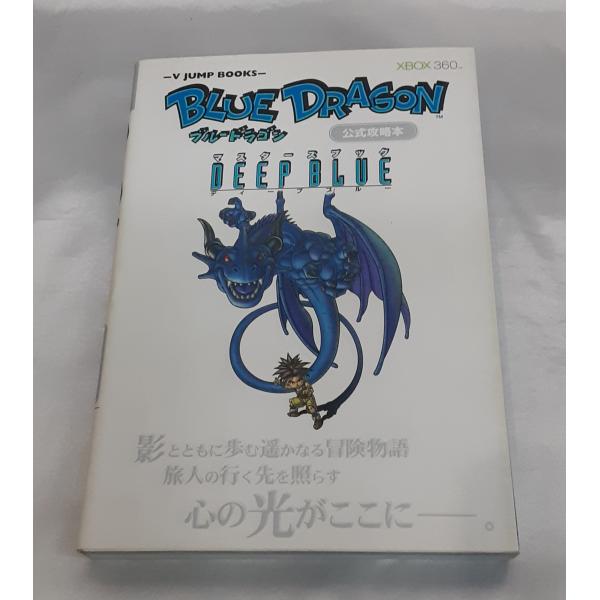 —V JUMP BOOKS—
XBOX 360™
BLUE DRAGON™
ブルードラゴン
公式攻略本
マスターズブック
DEEP BLUE
ディープブルー
影とともに歩む遥かなる冒険物語
旅人の行く先を照らす
心の光がここに——。